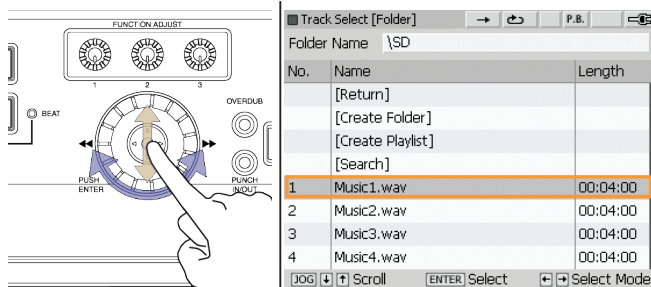 FUNCTION ADJUST
1 2 3
BEAT
OVERDUB
PUSH
ENTER
PUNCH
IN/OUT
Track Select [Folder] P.B.
Folder Name \SD
No. Name Length
[Return]
[Create Folder]
[Create Playlist]
[Search]
1 Music1.wav 00:04:00
2 Music2.wav 00:04:00
3 Music3.wav 00:04:00
4 Music4.wav 00:04:00
JOG ↓ ↑ Scroll ENTER Select ← → Select Mode